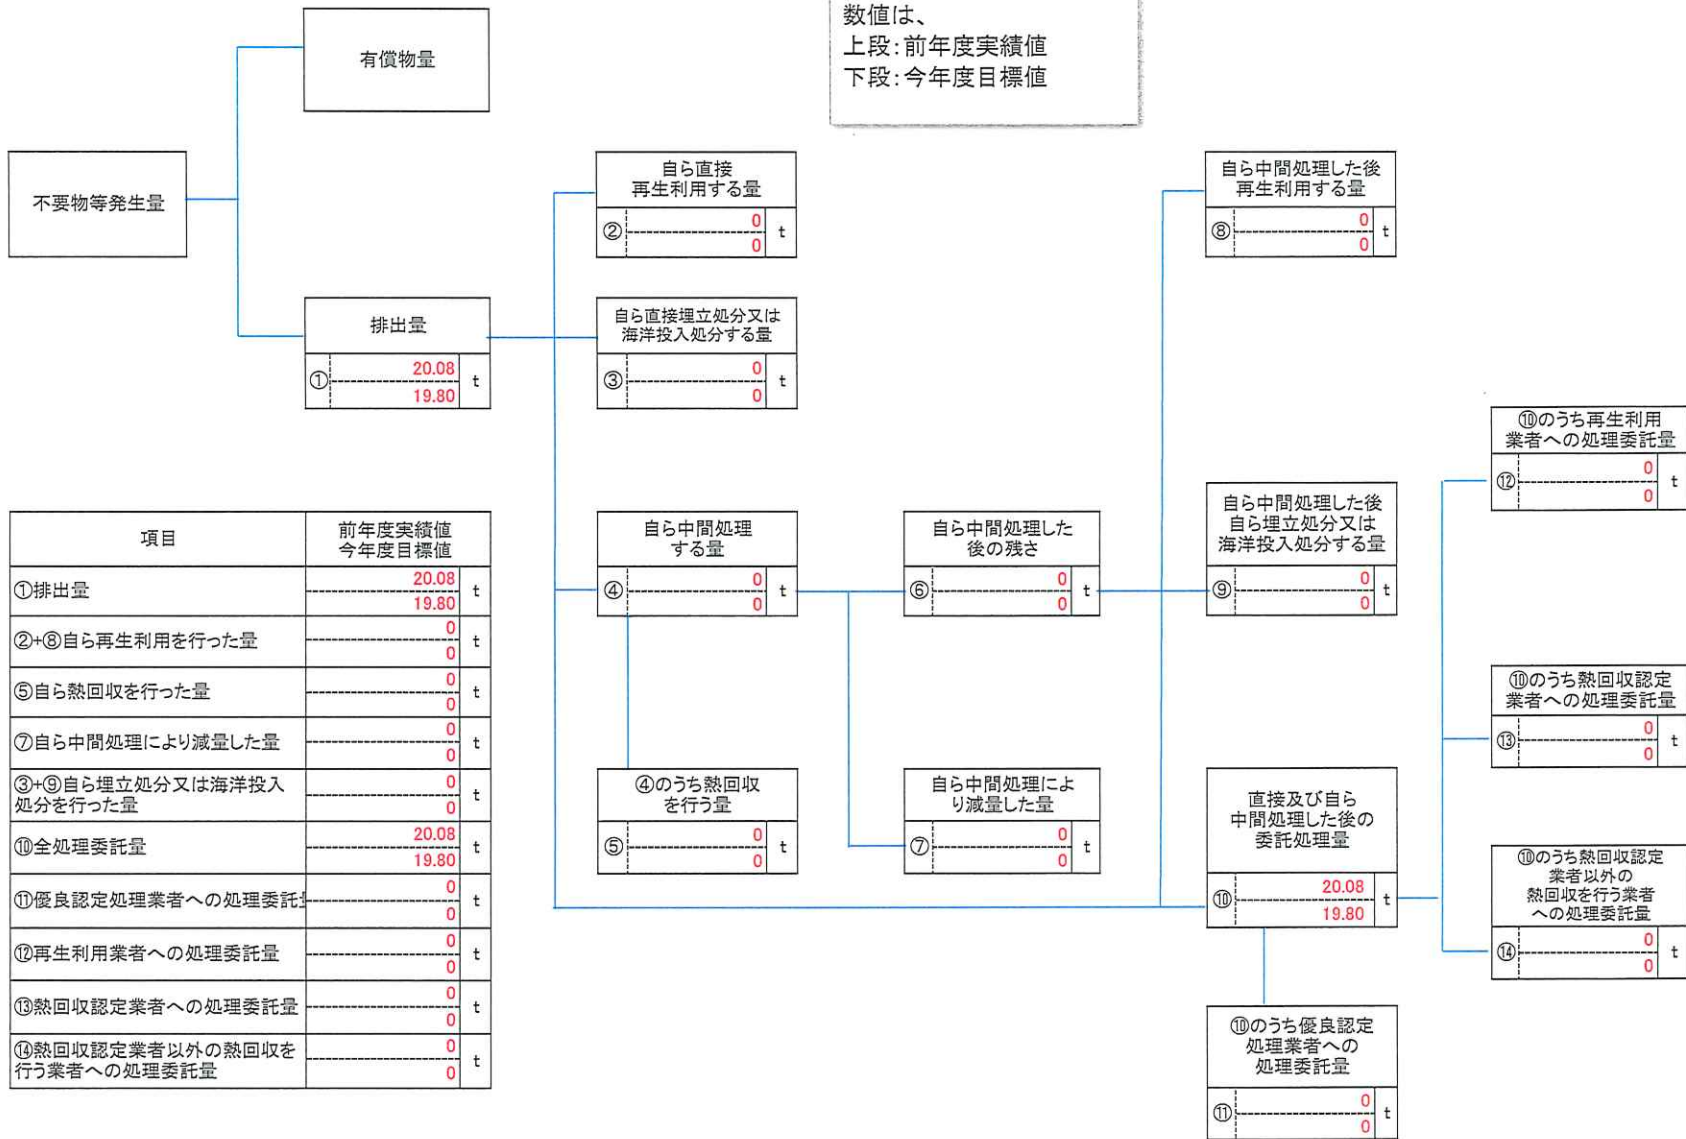 数値は、
上段:前年度実績値
下段:今年度目標値
有償物量
不要物等発生量
排出量
① 20.08 t
19.80
自ら直接
再生利用する量
② 0 t
0
自ら直接埋立処分又は
海洋投入処分する量
③ 0 t
0
自ら中間処理した後
再生利用する量
⑧ 0 t
0
自ら中間処理
する量
④ 0 t
0
自ら中間処理した
後の残さ
⑥ 0 t
0
自ら中間処理した後
自ら埋立処分又は
海洋投入処分する量
⑨ 0 t
0
④のうち熱回収
を行う量
⑤ 0 t
0
自ら中間処理によ
り減量した量
⑦ 0 t
0
直接及び自ら
中間処理した後の
委託処理量
⑩ 20.08 t
19.80
⑩のうち優良認定
処理業者への
処理委託量
⑪ 0 t
0
⑩のうち再生利用
業者への処理委託量
⑫ 0 t
0
⑩のうち熱回収認定
業者への処理委託量
⑬ 0 t
0
⑩のうち熱回収認定
業者以外の
熱回収を行う業者
への処理委託量
⑭ 0 t
0
項目 前年度実績値
今年度目標値
①排出量 20.08 t
19.80
②+⑧自ら再生利用を行った量 0 t
0
⑤自ら熱回収を行った量 0 t
0
⑦自ら中間処理により減量した量 0 t
0
③+⑨自ら埋立処分又は海洋投入 0 t
処分を行った量 0
⑩全処理委託量 20.08 t
19.80
⑪優良認定処理業者への処理委託 0 t
0
⑫再生利用業者への処理委託量 0 t
0
⑬熱回収認定業者への処理委託量 0 t
0
⑭熱回収認定業者以外の熱回収を 0 t
行う業者への処理委託量 0